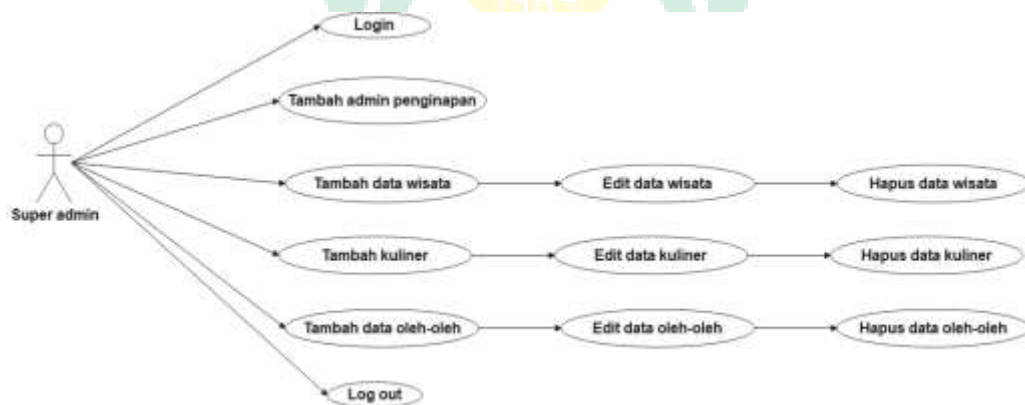 Login
Tambah admin penginapan
Super admin
Tambah data wisata
Edit data wisata
Hapus data wisata
Tambah kuliner
Edit data kuliner
Hapus data kuliner
Tambah data oleh-oleh
Edit data oleh-oleh
Hapus data oleh-oleh
Log out